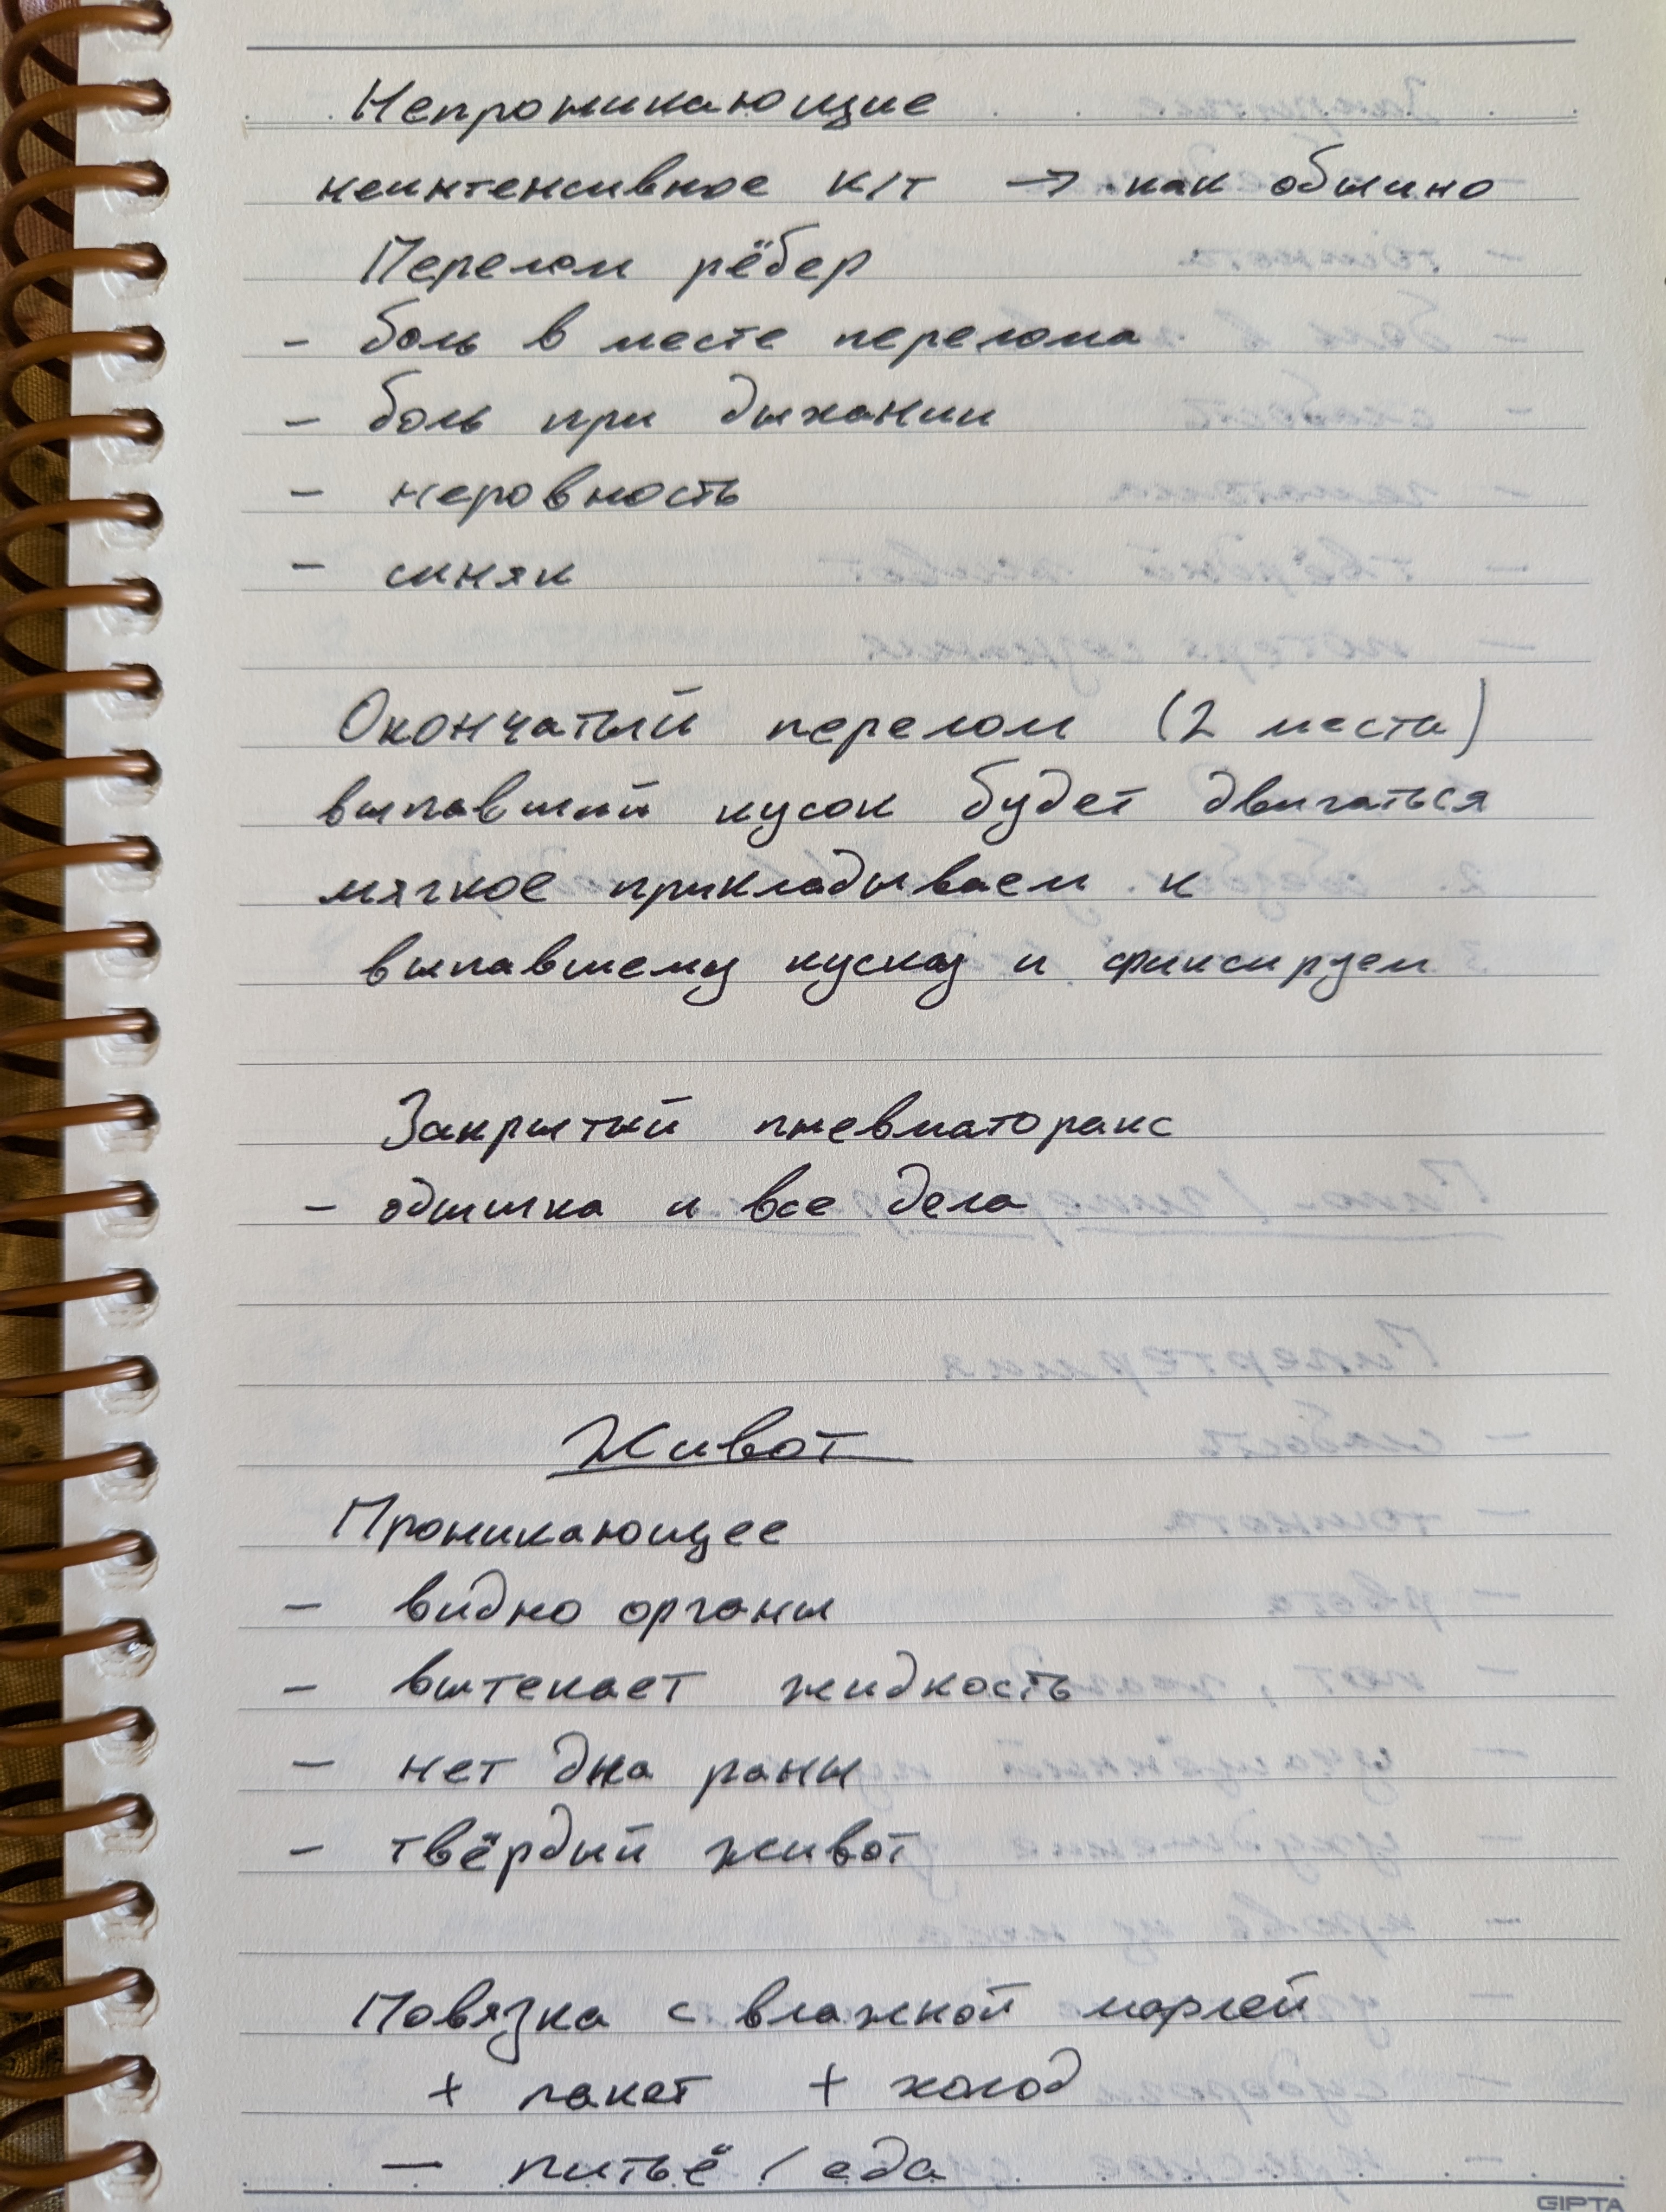 Непроникающие
неинтенсивное к/т → как обычно
Перелом рёбер
- боль в месте перелома
- боль при дыхании
- неровность
- синяк
Окончатый перелом (2 места)
выпавший кусок будет двигаться
мягкое прикладываем к
выпавшему куску и фиксируем
Закрытый пневматоракс
- одышка и все дела
Живот
Проникающее
- видно органы
- вытекает жидкость
- нет дна раны
- твёрдый живот
Повязка с влажной марлей
+ пакет + холод
- питьё / еда
GIPTA